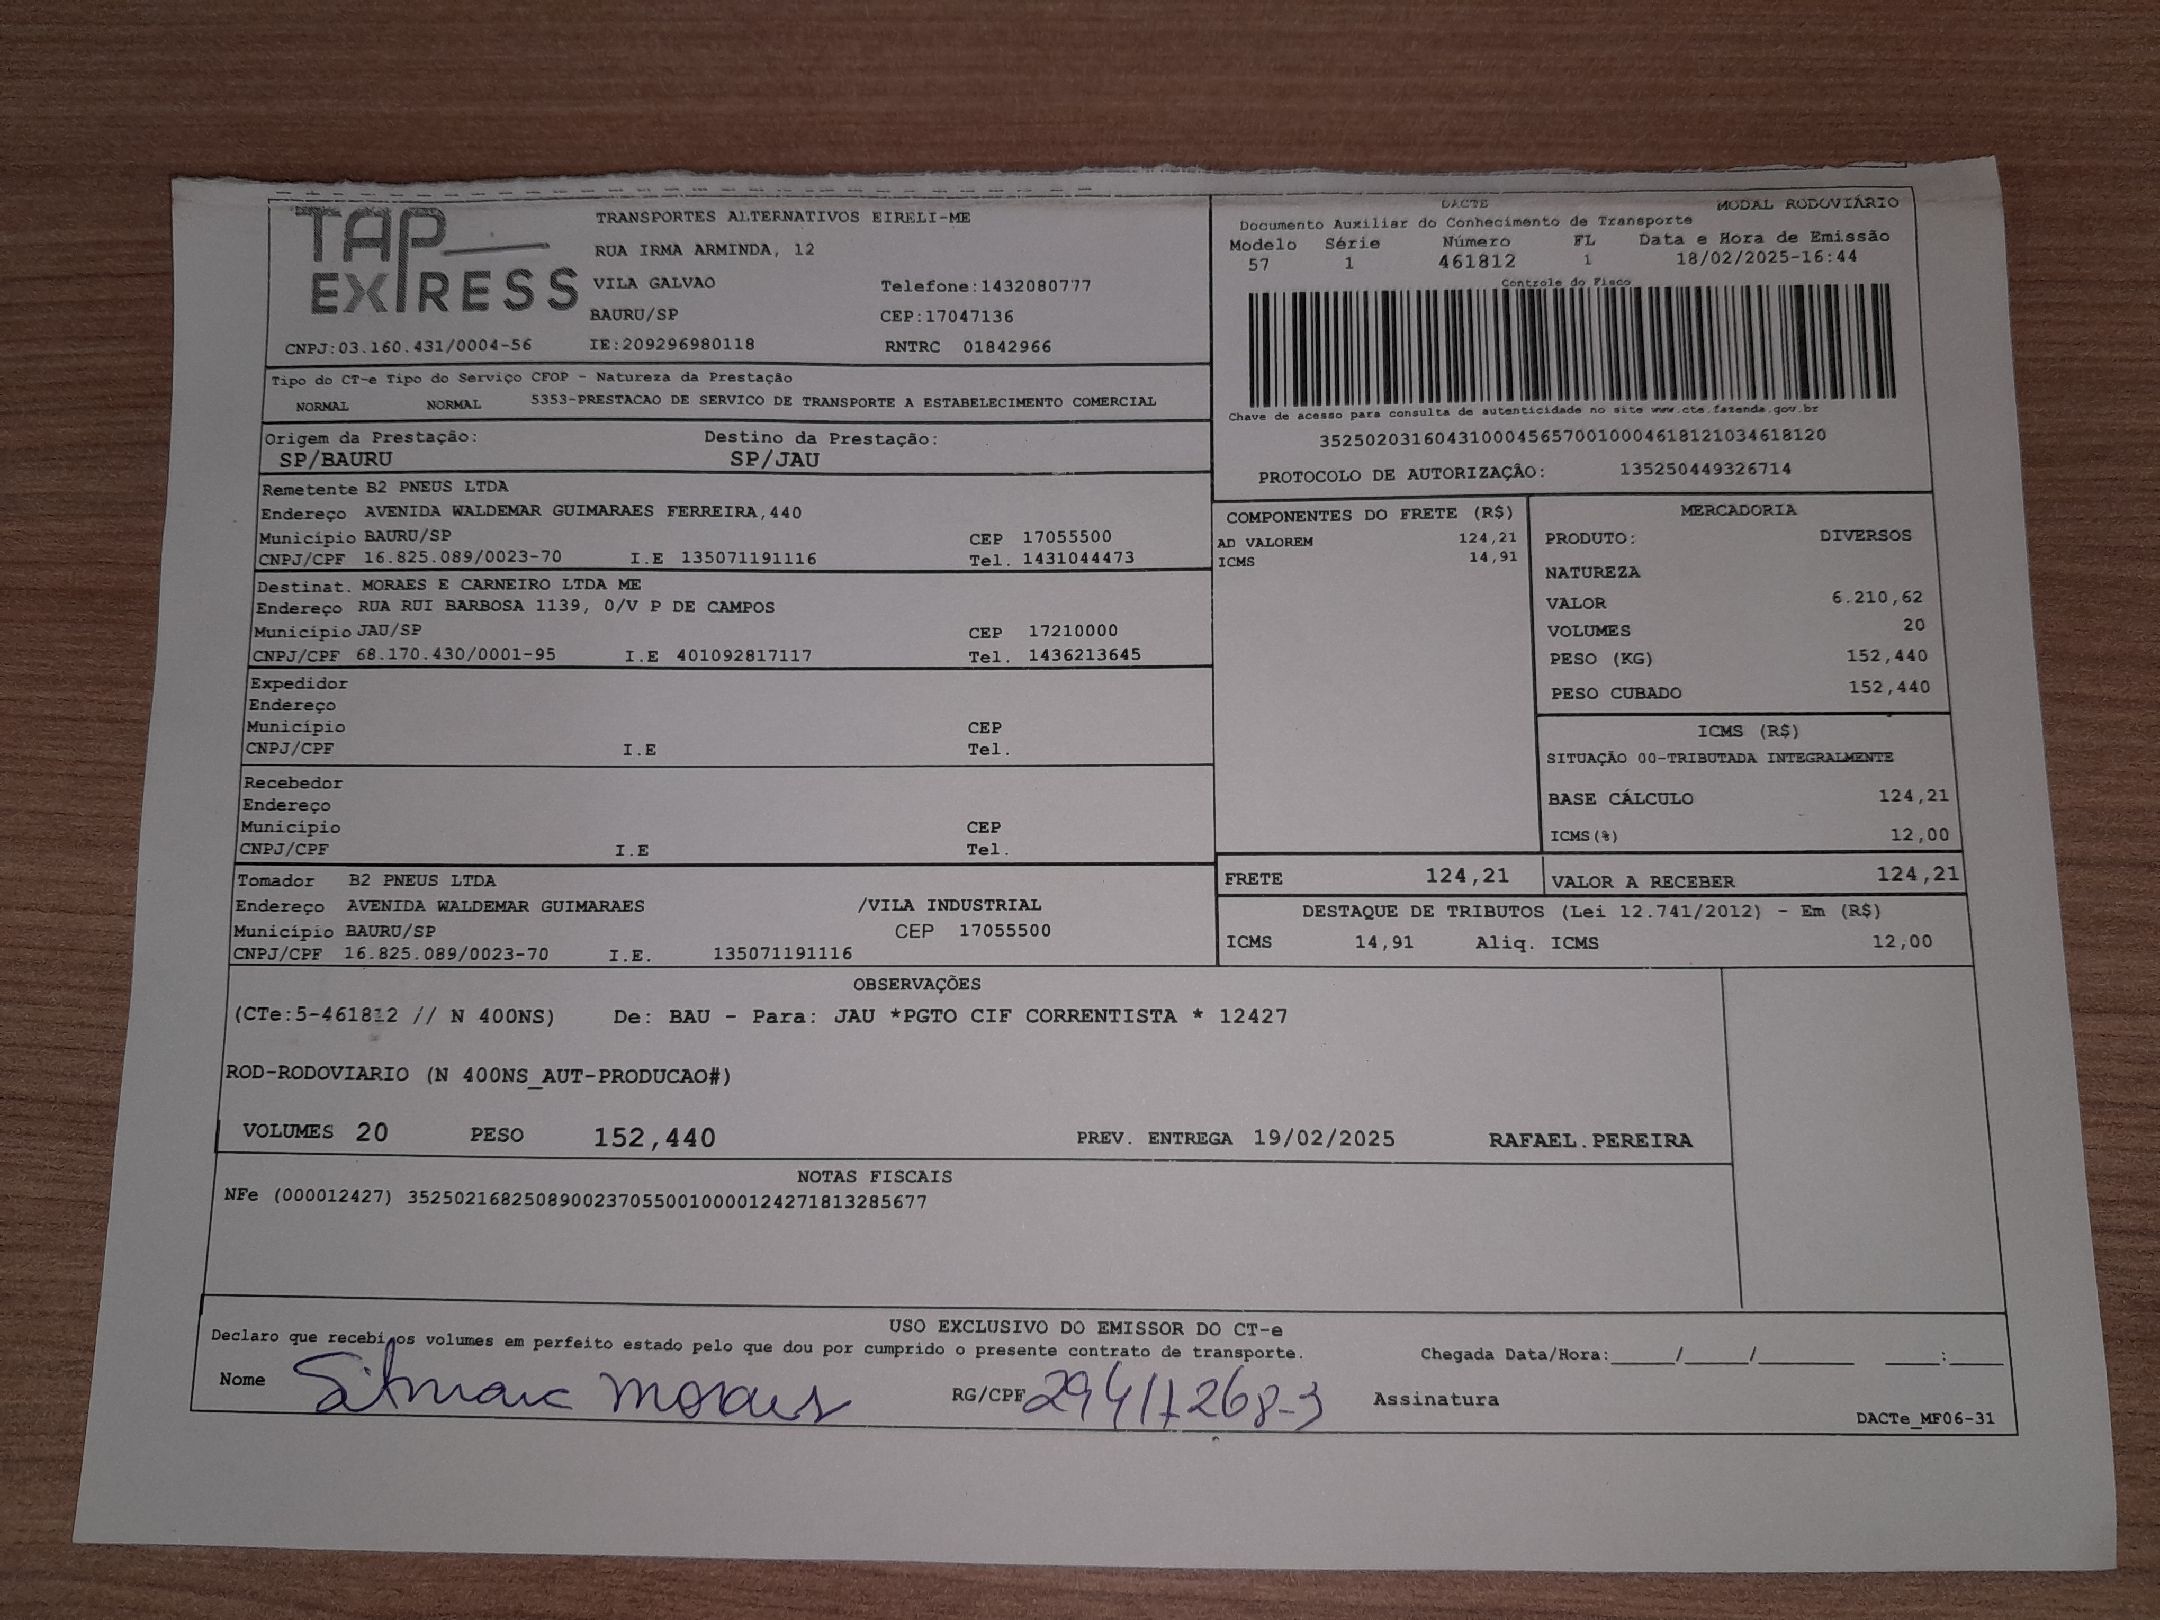 TAP
EXPRESS
TRANSPORTES ALTERNATIVOS EIRELI-ME
RUA IRMA ARMINDA, 12
VILA GALVAO Telefone:1432080777
BAURU/SP CEP:17047136
CNPJ:03.160.431/0004-56 IE:209296980118 RNTRC 01842966
DACTE MODAL RODOVIÁRIO
Documento Auxiliar do Conhecimento de Transporte
Modelo Série Número FL Data e Hora de Emissão
57 1 461812 1 18/02/2025-16:44
Controle do Fisco
Chave de acesso para consulta de autenticidade no site www.cte.fazenda.gov.br
35250203160431000456570010004618121034618120
PROTOCOLO DE AUTORIZAÇÃO: 135250449326714
Tipo do CT-e Tipo do Serviço CFOP - Natureza da Prestação
NORMAL NORMAL 5353-PRESTACAO DE SERVICO DE TRANSPORTE A ESTABELECIMENTO COMERCIAL
Origem da Prestação: Destino da Prestação:
SP/BAURU SP/JAU
Remetente B2 PNEUS LTDA
Endereço AVENIDA WALDEMAR GUIMARAES FERREIRA,440
Município BAURU/SP CEP 17055500
CNPJ/CPF 16.825.089/0023-70 I.E 135071191116 Tel. 1431044473
Destinat. MORAES E CARNEIRO LTDA ME
Endereço RUA RUI BARBOSA 1139, 0/V P DE CAMPOS
Município JAU/SP CEP 17210000
CNPJ/CPF 68.170.430/0001-95 I.E 401092817117 Tel. 1436213645
Expedidor
Endereço
Município CEP
CNPJ/CPF I.E Tel.
Recebedor
Endereço
Município CEP
CNPJ/CPF I.E Tel.
Tomador B2 PNEUS LTDA
Endereço AVENIDA WALDEMAR GUIMARAES /VILA INDUSTRIAL
Município BAURU/SP CEP 17055500
CNPJ/CPF 16.825.089/0023-70 I.E. 135071191116
COMPONENTES DO FRETE (R$)
AD VALOREM 124,21
ICMS 14,91
MERCADORIA
PRODUTO: DIVERSOS
NATUREZA
VALOR 6.210,62
VOLUMES 20
PESO (KG) 152,440
PESO CUBADO 152,440
ICMS (R$)
SITUAÇÃO 00-TRIBUTADA INTEGRALMENTE
BASE CÁLCULO 124,21
ICMS(%) 12,00
FRETE 124,21 VALOR A RECEBER 124,21
DESTAQUE DE TRIBUTOS (Lei 12.741/2012) - Em (R$)
ICMS 14,91 Aliq. ICMS 12,00
OBSERVAÇÕES
(CTe:5-461812 // N 400NS) De: BAU - Para: JAU *PGTO CIF CORRENTISTA * 12427
ROD-RODOVIARIO (N 400NS_AUT-PRODUCAO#)
VOLUMES 20 PESO 152,440 PREV. ENTREGA 19/02/2025 RAFAEL.PEREIRA
NOTAS FISCAIS
NFe (000012427) 35250216825089002370550010000124271813285677
USO EXCLUSIVO DO EMISSOR DO CT-e
Declaro que recebi os volumes em perfeito estado pelo que dou por cumprido o presente contrato de transporte. Chegada Data/Hora:_____/_____/________ ____:____
Nome Moraes RG/CPF Assinatura
DACTe_MF06-31